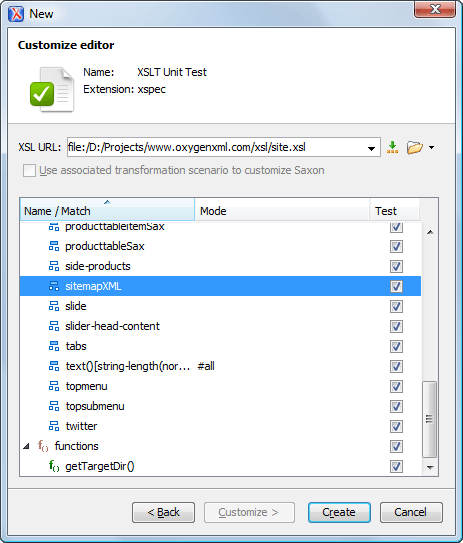 New
Customize editor
Name: XSLT Unit Test
Extension: xspec
XSL URL: file:/D:/Projects/www.oxygenxml.com/xsl/site.xsl
Use associated transformation scenario to customize Saxon
Name / Match Mode Test
producttableItemSax
producttableSax
side-products
sitemapXML
slide
slider-head-content
tabs
text()[string-length(nor... #all
topmenu
topsubmenu
twitter
f() functions
f() getTargetDir()
< Back Customize > Create Cancel